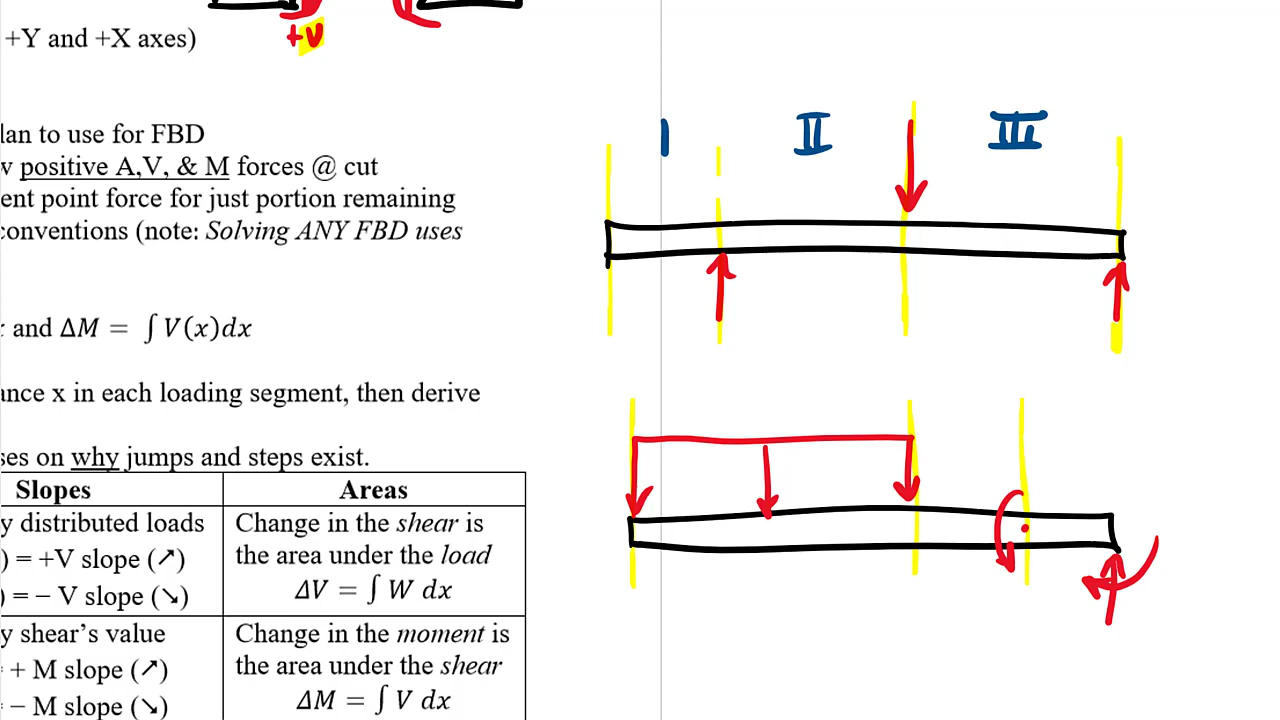 +V
+Y and +X axes)
lan to use for FBD
positive A,V, & M forces @ cut
ent point force for just portion remaining
conventions (note: Solving ANY FBD uses
and ΔM = ∫ V(x)dx
ance x in each loading segment, then derive
ses on why jumps and steps exist.
Slopes
Areas
y distributed loads
) = +V slope (↗)
) = − V slope (↘)
Change in the shear is
the area under the load
ΔV = ∫ W dx
y shear's value
+ M slope (↗)
− M slope (↘)
Change in the moment is
the area under the shear
ΔM = ∫ V dx
I II III